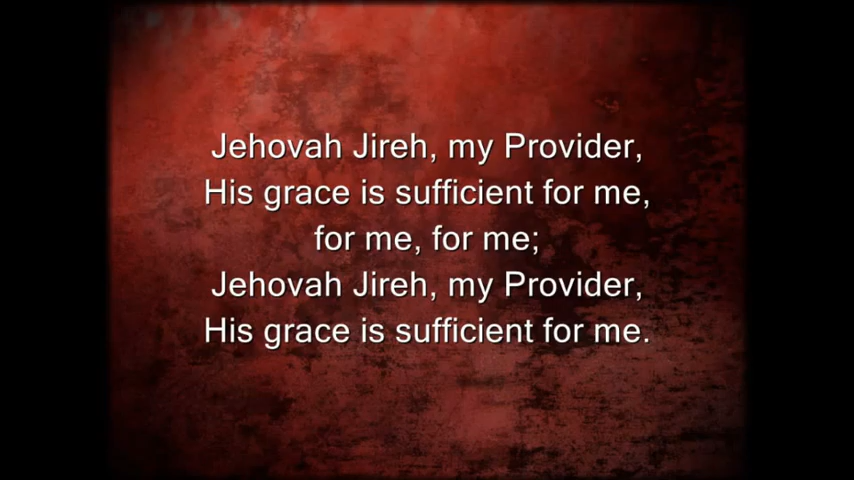 Jehovah Jireh, my Provider,
His grace is sufficient for me,
for me, for me;
Jehovah Jireh, my Provider,
His grace is sufficient for me.